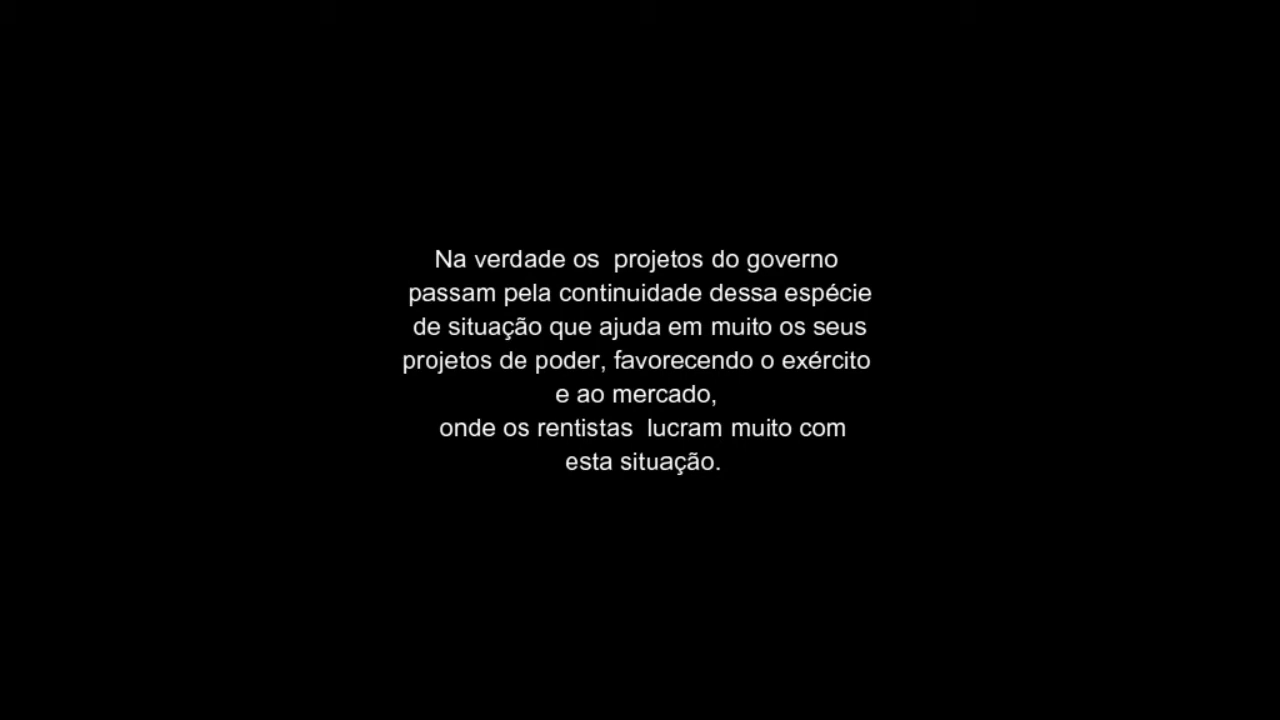 Na verdade os  projetos do governo
passam pela continuidade dessa espécie
de situação que ajuda em muito os seus
projetos de poder, favorecendo o exército
e ao mercado,
onde os rentistas  lucram muito com
esta situação.